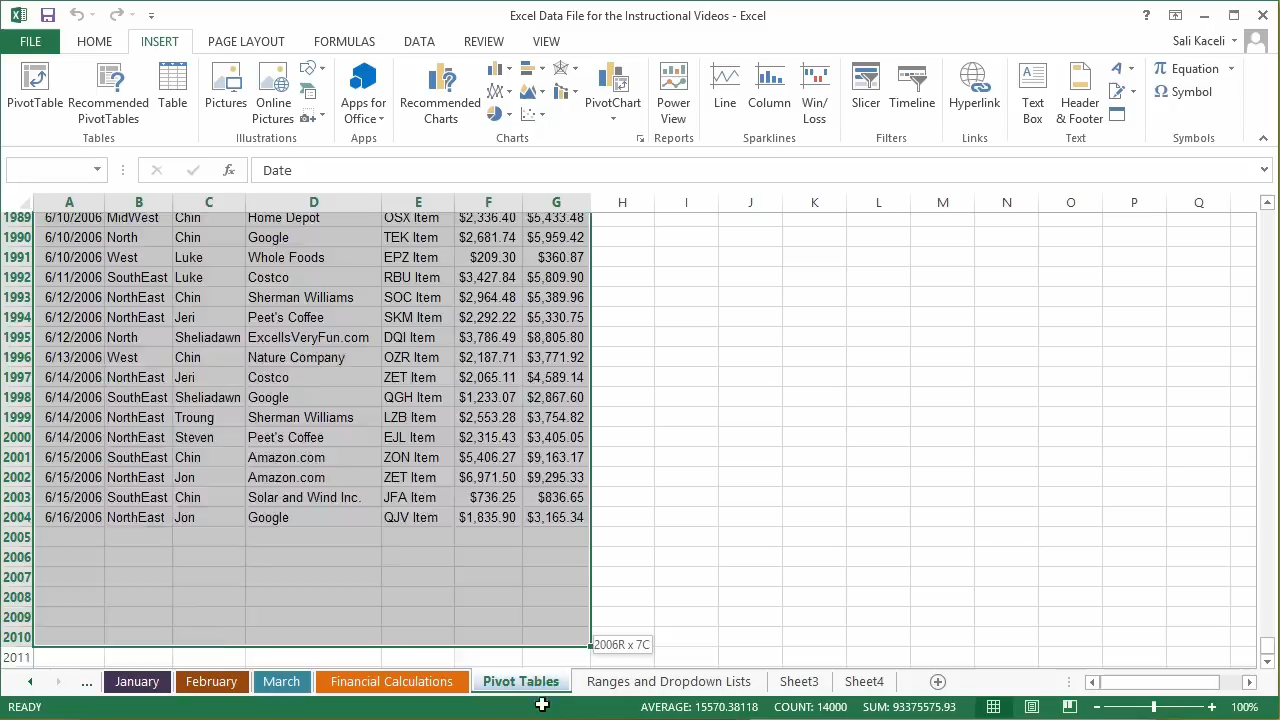 Excel Data File for the Instructional Videos - Excel
FILE HOME INSERT PAGE LAYOUT FORMULAS DATA REVIEW VIEW Sali Kaceli
PivotTable Recommended PivotTables Table Pictures Online Pictures Apps for Office Recommended Charts PivotChart Power View Line Column Win/ Loss Slicer Timeline Hyperlink Text Box Header & Footer Equation Symbol
Tables Illustrations Apps Charts Reports Sparklines Filters Links Text Symbols
fx Date
A B C D E F G H I J K L M N O P Q
1989 6/10/2006 MidWest Chin Home Depot OSX Item $2,336.40 $5,433.48
1990 6/10/2006 North Chin Google TEK Item $2,681.74 $5,959.42
1991 6/10/2006 West Luke Whole Foods EPZ Item $209.30 $360.87
1992 6/11/2006 SouthEast Luke Costco RBU Item $3,427.84 $5,809.90
1993 6/12/2006 NorthEast Chin Sherman Williams SOC Item $2,964.48 $5,389.96
1994 6/12/2006 NorthEast Jeri Peet's Coffee SKM Item $2,292.22 $5,330.75
1995 6/12/2006 North Sheliadawn ExcelIsVeryFun.com DQI Item $3,786.49 $8,805.80
1996 6/13/2006 West Chin Nature Company OZR Item $2,187.71 $3,771.92
1997 6/14/2006 NorthEast Jeri Costco ZET Item $2,065.11 $4,589.14
1998 6/14/2006 SouthEast Sheliadawn Google QGH Item $1,233.07 $2,867.60
1999 6/14/2006 NorthEast Troung Sherman Williams LZB Item $2,553.28 $3,754.82
2000 6/14/2006 NorthEast Steven Peet's Coffee EJL Item $2,315.43 $3,405.05
2001 6/15/2006 SouthEast Chin Amazon.com ZON Item $5,406.27 $9,163.17
2002 6/15/2006 NorthEast Jon Amazon.com ZET Item $6,971.50 $9,295.33
2003 6/15/2006 SouthEast Chin Solar and Wind Inc. JFA Item $736.25 $836.65
2004 6/16/2006 NorthEast Jon Google QJV Item $1,835.90 $3,165.34
2005
2006
2007
2008
2009
2010 2006R x 7C
2011
... January February March Financial Calculations Pivot Tables Ranges and Dropdown Lists Sheet3 Sheet4
READY AVERAGE: 15570.38118 COUNT: 14000 SUM: 93375575.93 100%